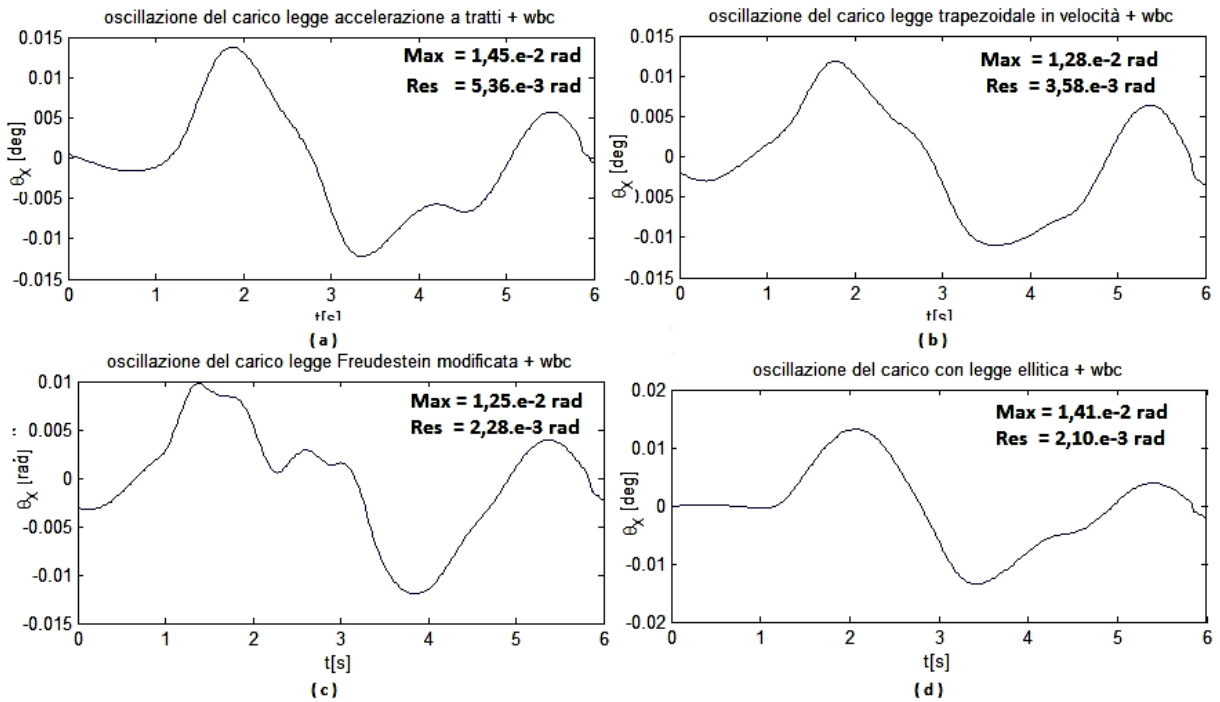 oscillazione del carico legge accelerazione a tratti + wbc
Max = 1,45.e-2 rad
Res = 5,36.e-3 rad
0.015
0.01
0.005
0
-0.005
-0.01
-0.015
θX [deg]
0 1 2 3 4 5 6
t[s]
( a )
oscillazione del carico legge trapezoidale in velocità + wbc
Max = 1,28.e-2 rad
Res = 3,58.e-3 rad
0.015
0.01
0.005
0
0.005
-0.01
-0.015
θX [deg]
0 1 2 3 4 5 6
t[s]
( b )
oscillazione del carico legge Freudestein modificata + wbc
Max = 1,25.e-2 rad
Res = 2,28.e-3 rad
0.01
0.005
0
-0.005
-0.01
-0.015
θX [rad]
0 1 2 3 4 5 6
t[s]
( c )
oscillazione del carico con legge ellitica + wbc
Max = 1,41.e-2 rad
Res = 2,10.e-3 rad
0.02
0.01
0
-0.01
-0.02
θX [deg]
0 1 2 3 4 5 6
t[s]
( d )